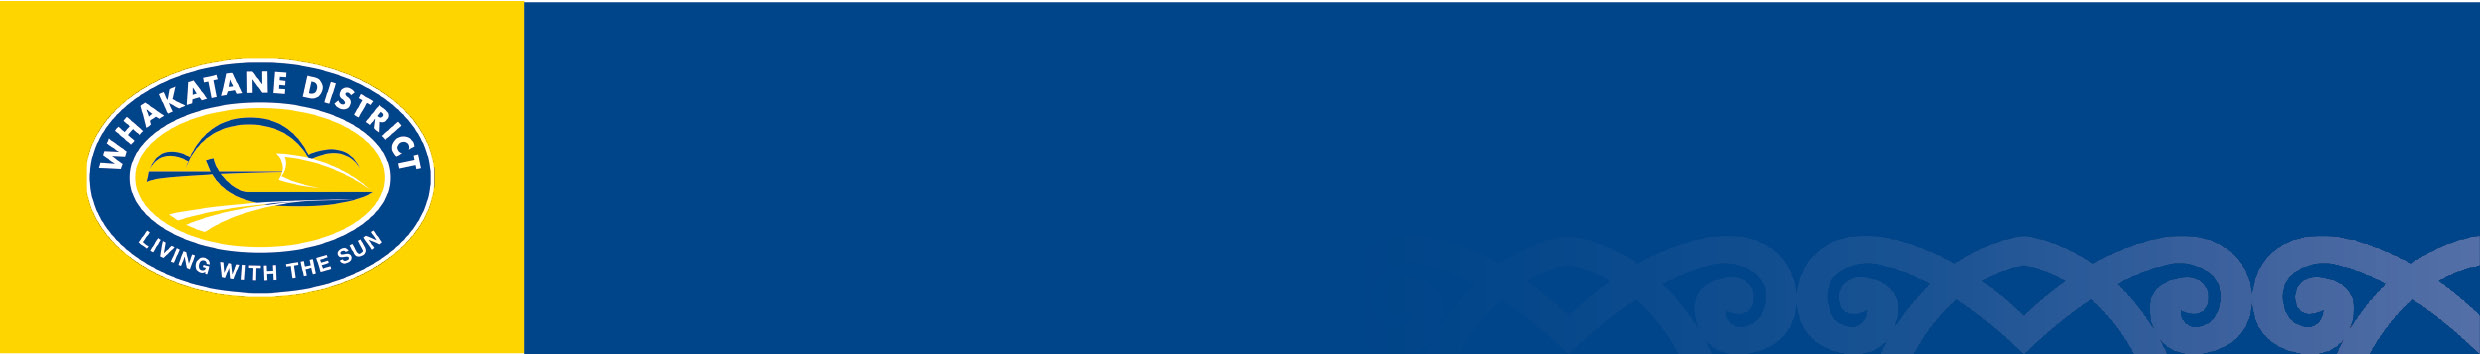 WHAKATANE DISTRICT
LIVING WITH THE SUN